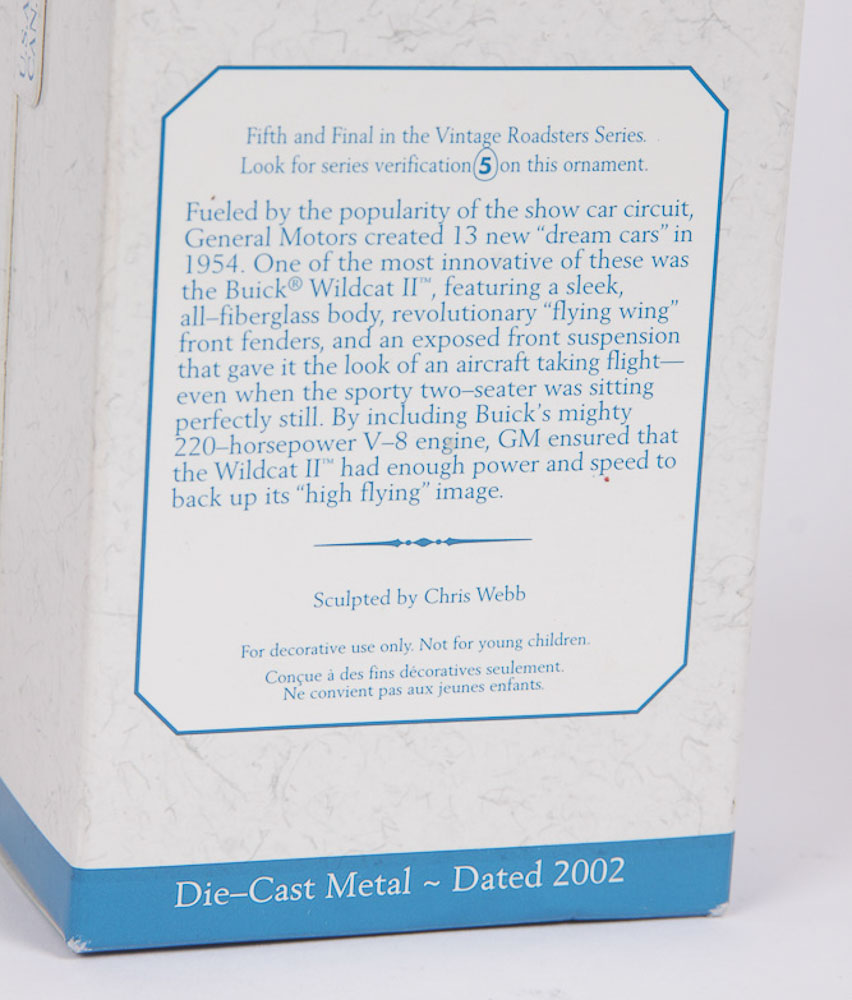 Fifth and Final in the Vintage Roadsters Series.
Look for series verification 5 on this ornament.
Fueled by the popularity of the show car circuit,
General Motors created 13 new “dream cars” in
1954. One of the most innovative of these was
the Buick® Wildcat II™, featuring a sleek,
all–fiberglass body, revolutionary “flying wing”
front fenders, and an exposed front suspension
that gave it the look of an aircraft taking flight—
even when the sporty two–seater was sitting
perfectly still. By including Buick's mighty
220–horsepower V–8 engine, GM ensured that
the Wildcat II™ had enough power and speed to
back up its “high flying” image.
Sculpted by Chris Webb
For decorative use only. Not for young children.
Conçue à des fins décoratives seulement.
Ne convient pas aux jeunes enfants.
Die–Cast Metal ~ Dated 2002